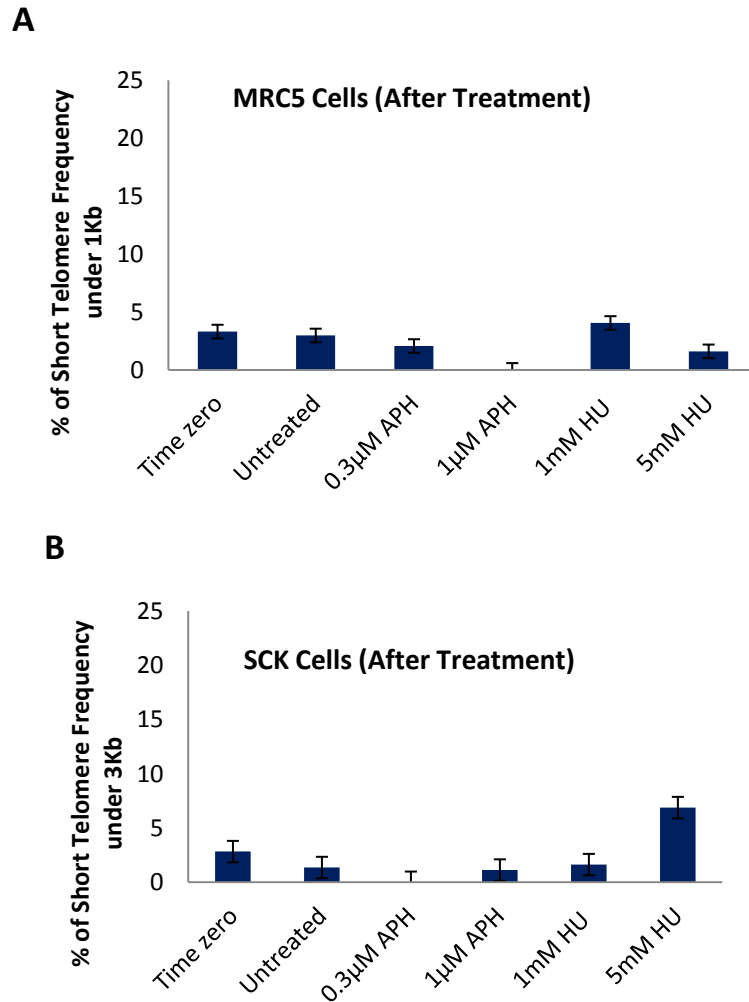 A
MRC5 Cells (After Treatment)
% of Short Telomere Frequency
under 1Kb
25
20
15
10
5
0
Time zero
Untreated
0.3µM APH
1µM APH
1mM HU
5mM HU
B
SCK Cells (After Treatment)
% of Short Telomere Frequency
under 3Kb
25
20
15
10
5
0
Time zero
Untreated
0.3µM APH
1µM APH
1mM HU
5mM HU